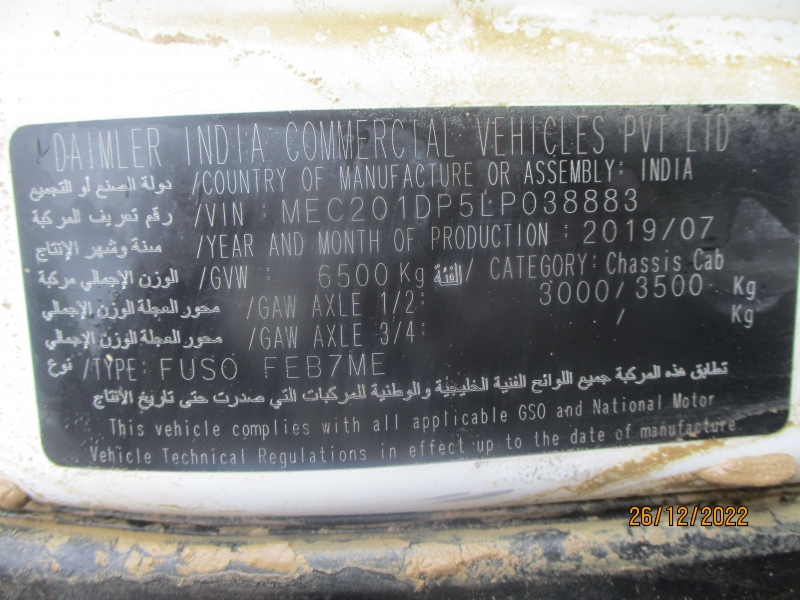 DAIMLER INDIA COMMERCIAL VEHICLES PVT LTD
دولة الصنع أو التجميع /COUNTRY OF MANUFACTURE OR ASSEMBLY: INDIA
رقم تعريف المركبة /VIN: MEC201DP5LP038883
سنة وشهر الإنتاج /YEAR AND MONTH OF PRODUCTION: 2019/07
الوزن الإجمالي مركبة /GVW: 6500 Kg الفئة/ CATEGORY: Chassis Cab
محور العجلة الوزن الإجمالي /GAW AXLE 1/2: 3000/3500 Kg
محور العجلة الوزن الإجمالي /GAW AXLE 3/4: / Kg
نوع /TYPE: FUSO FEB7ME
تطابق هذه المركبة جميع اللوائح الفنية الخليجية والوطنية للمركبات التي صدرت حتى تاريخ الأنتاج
This vehicle complies with all applicable GSO and National Motor
Vehicle Technical Regulations in effect up to the date of manufacture.
26/12/2022